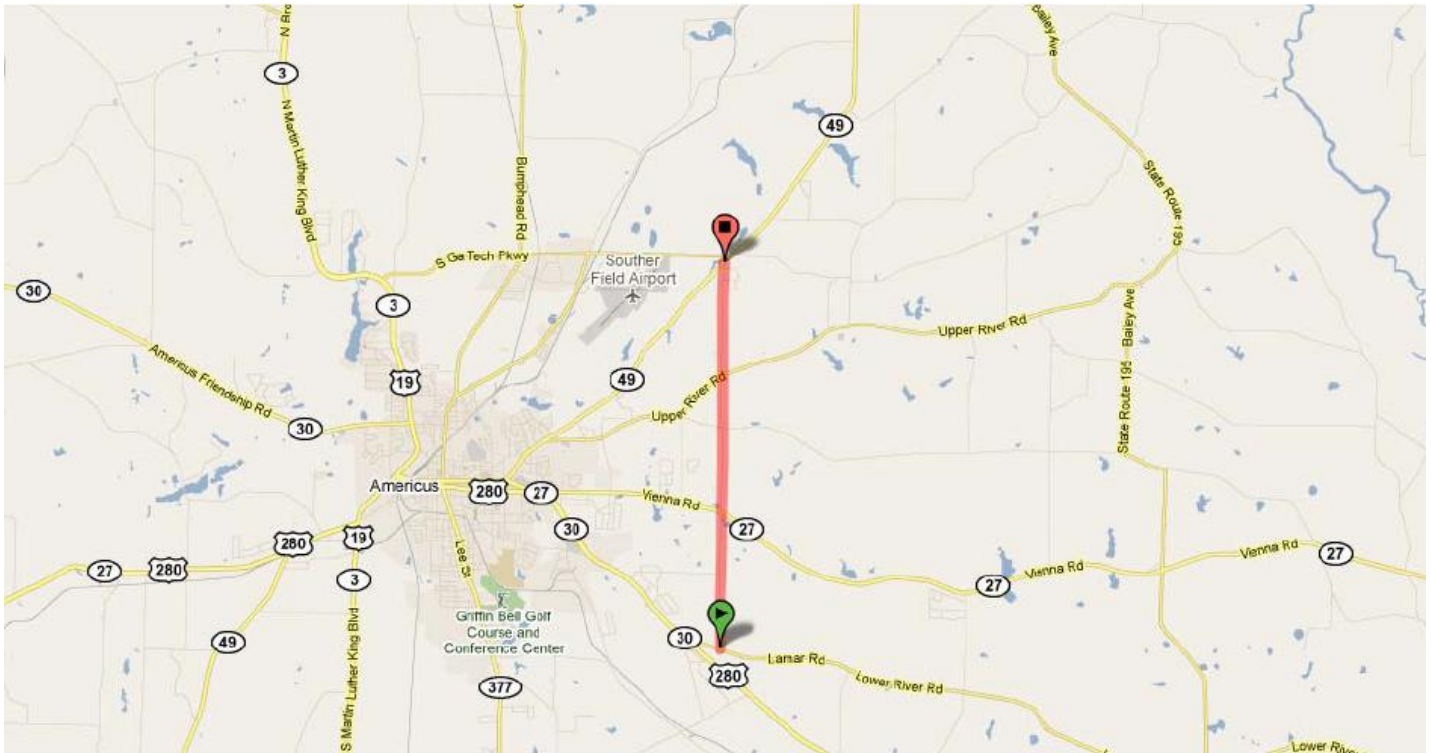 N Bro
3
N Martin Luther King Blvd
Bumphead Rd
49
Bailey Ave
State Route 195
S Ga Tech Pkwy
Souther
Field Airport
30
3
Upper River Rd
State Route 195
Bailey Ave
Americus Friendship Rd
19
49
Upper River Rd
30
Americus
280
27
Vienna Rd
27
30
280
19
Lee St
27
280
3
Vienna Rd
27
Vienna Rd
27
Griffin Bell Golf
Course and
Conference Center
49
30
Lamar Rd
280
Lower River Rd
377
S Martin Luther King Blvd
Lower River